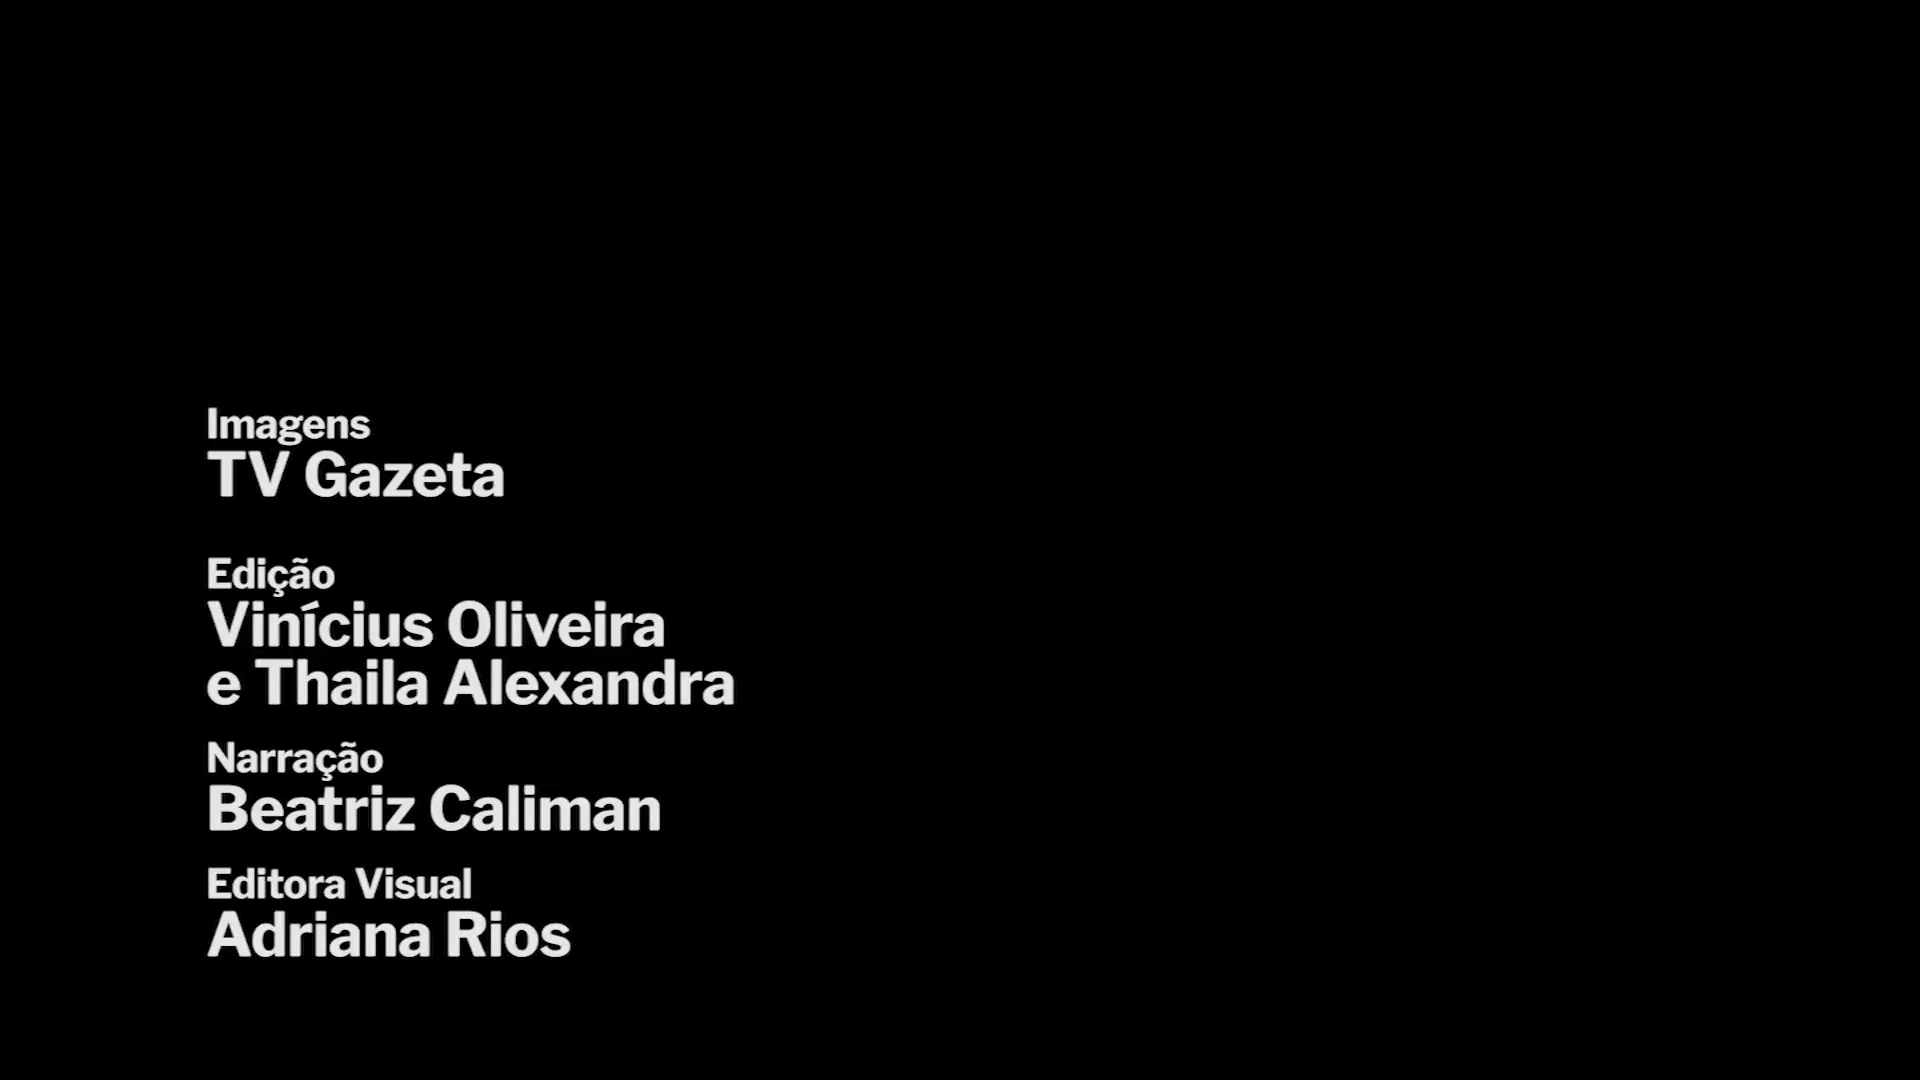 Imagens
TV Gazeta
Edição
Vinícius Oliveira
e Thaila Alexandra
Narração
Beatriz Caliman
Editora Visual
Adriana Rios